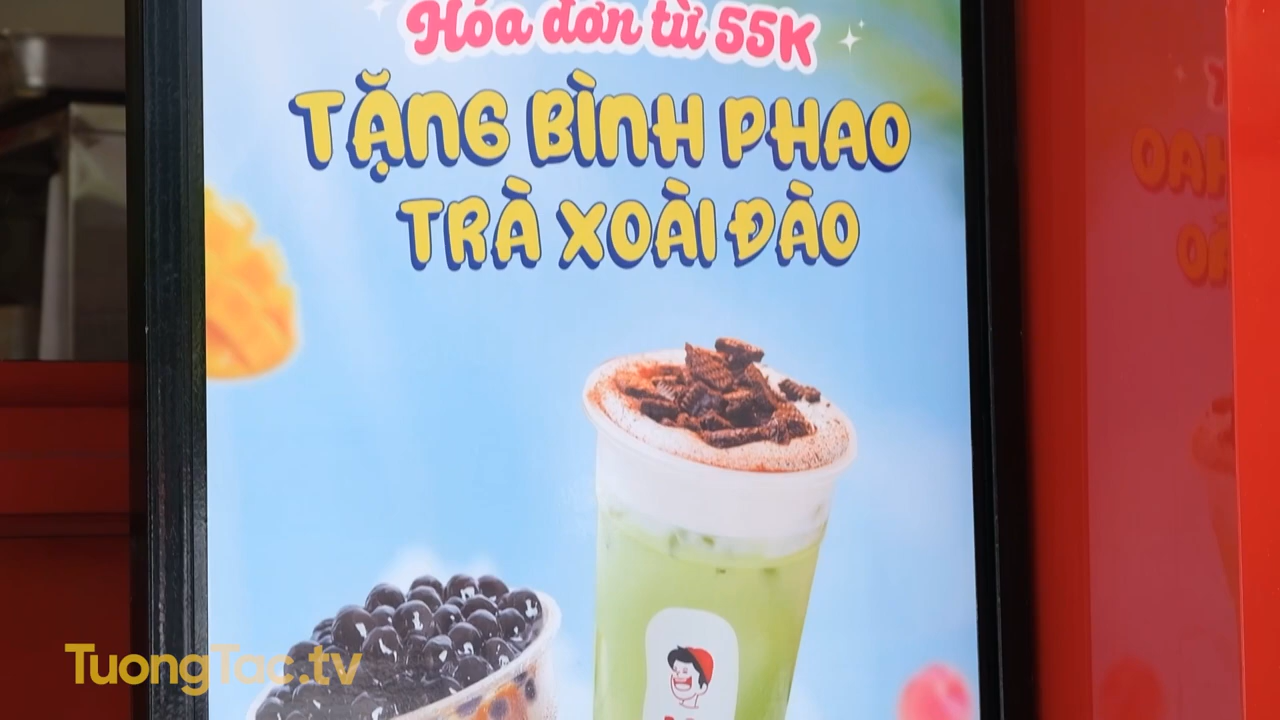 Hóa đơn từ 55K
TẶNG BÌNH PHAO
TRÀ XOÀI ĐÀO
TuongTac.tv